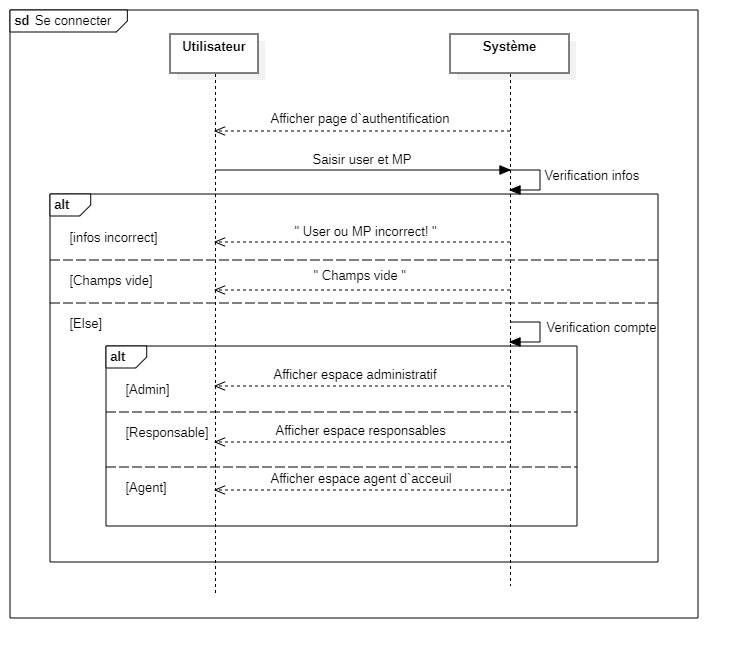 sd Se connecter
Utilisateur
Système
Afficher page d`authentification
Saisir user et MP
Verification infos
alt
[infos incorrect]
" User ou MP incorrect! "
[Champs vide]
" Champs vide "
[Else]
Verification compte
alt
Afficher espace administratif
[Admin]
Afficher espace responsables
[Responsable]
Afficher espace agent d`acceuil
[Agent]